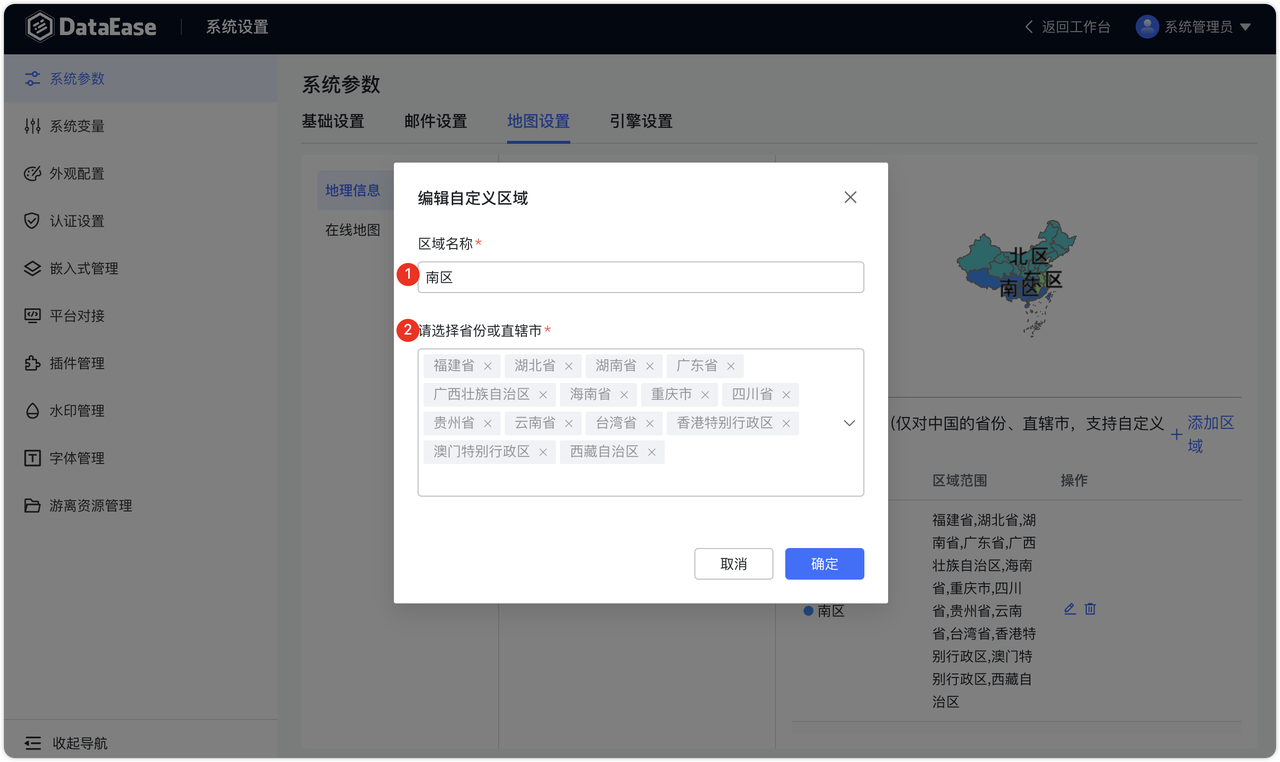 DataEase
系统设置
返回工作台
系统管理员
系统参数
系统变量
外观配置
认证设置
嵌入式管理
平台对接
插件管理
水印管理
字体管理
游离资源管理
收起导航
系统参数
基础设置
邮件设置
地图设置
引擎设置
地理信息
在线地图
编辑自定义区域
区域名称*
1
南区
2
请选择省份或直辖市*
福建省 × 湖北省 × 湖南省 × 广东省 ×
广西壮族自治区 × 海南省 × 重庆市 × 四川省 ×
贵州省 × 云南省 × 台湾省 × 香港特别行政区 ×
澳门特别行政区 × 西藏自治区 ×
取消
确定
北区
东区
南区
(仅对中国的省份、直辖市，支持自定义
+ 添加区
域
区域范围
操作
南区
福建省,湖北省,湖
南省,广东省,广西
壮族自治区,海南
省,重庆市,四川
省,贵州省,云南
省,台湾省,香港特
别行政区,澳门特
别行政区,西藏自
治区